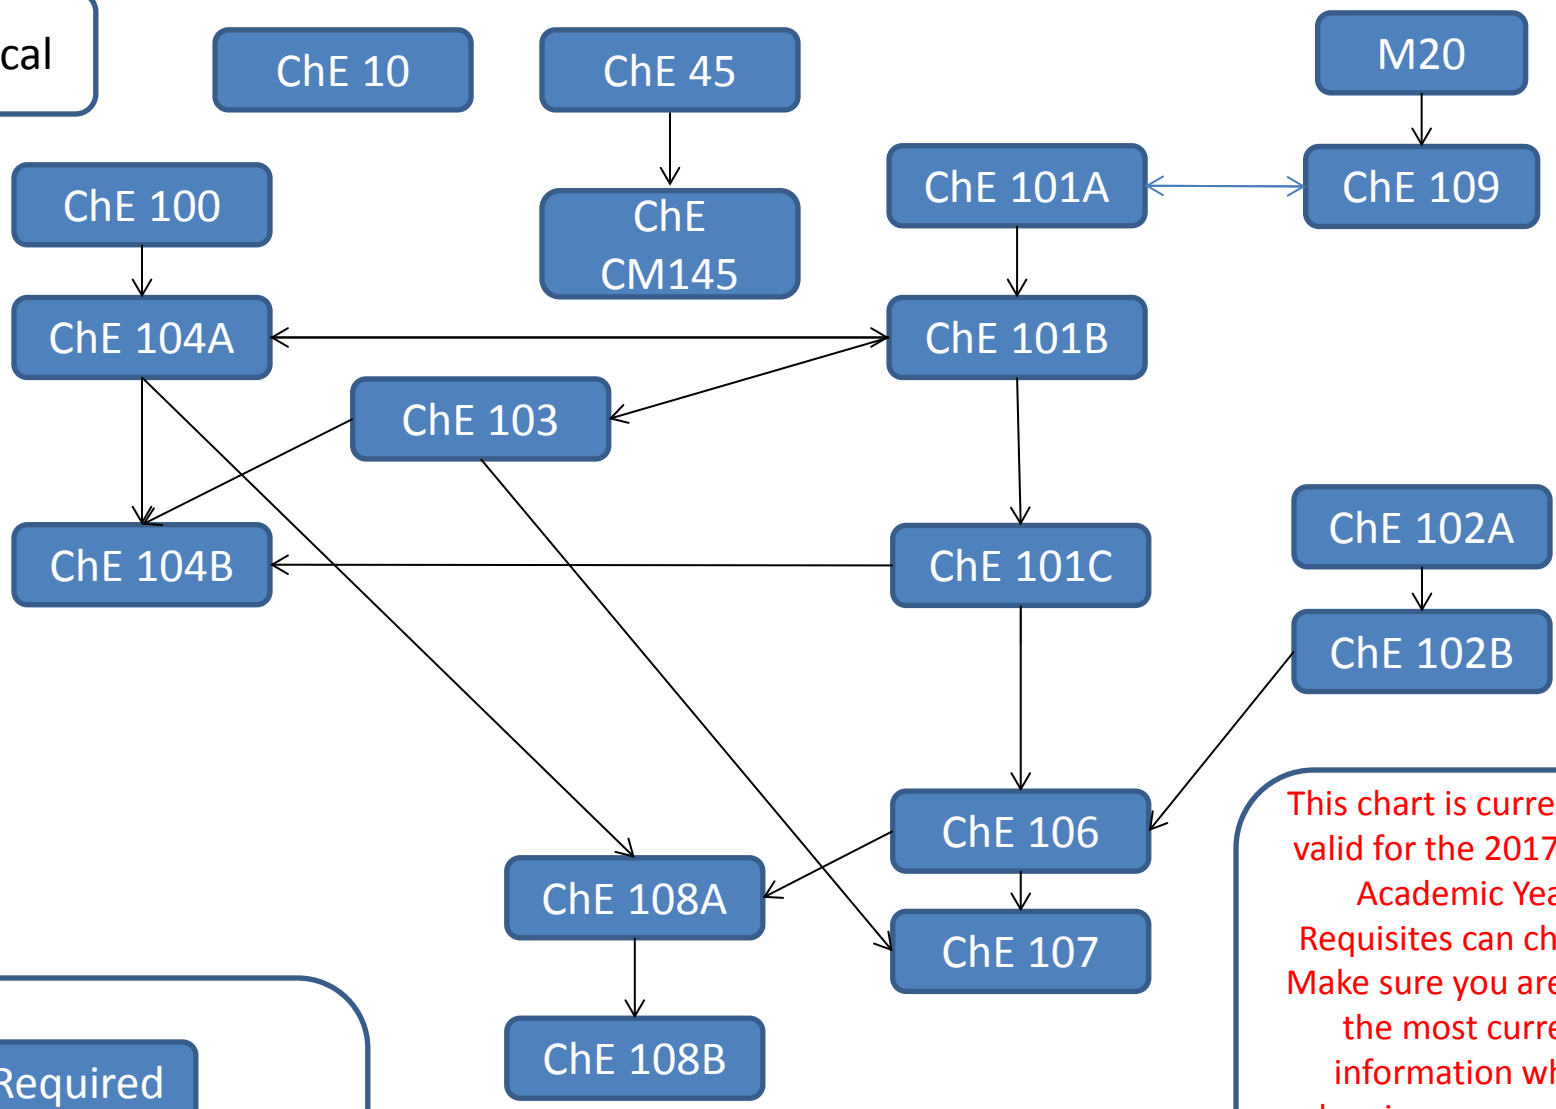 cal
ChE 10
ChE 45
M20
ChE 100
ChE
CM145
ChE 101A
ChE 109
ChE 104A
ChE 101B
ChE 103
ChE 104B
ChE 101C
ChE 102A
ChE 102B
ChE 106
ChE 108A
ChE 107
ChE 108B
Required
This chart is curre
valid for the 2017
Academic Yea
Requisites can ch
Make sure you are
the most curre
information wh